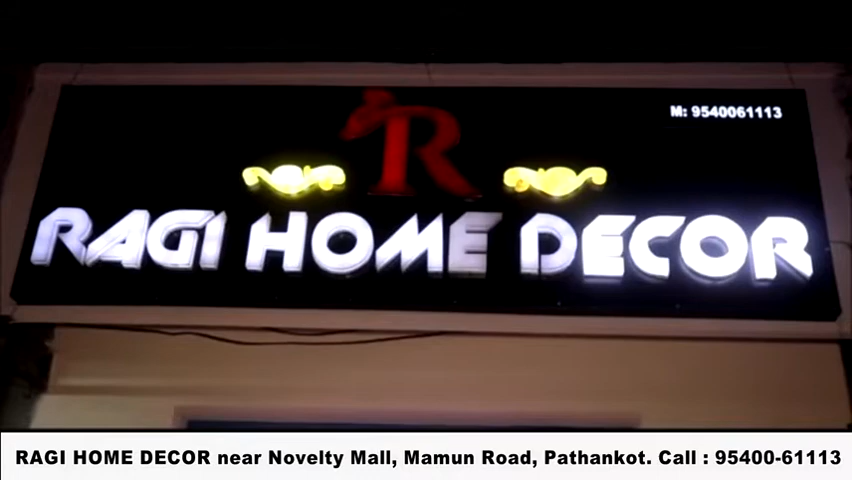 R
M: 9540061113
RAGI HOME DECOR
RAGI HOME DECOR near Novelty Mall, Mamun Road, Pathankot. Call : 95400-61113